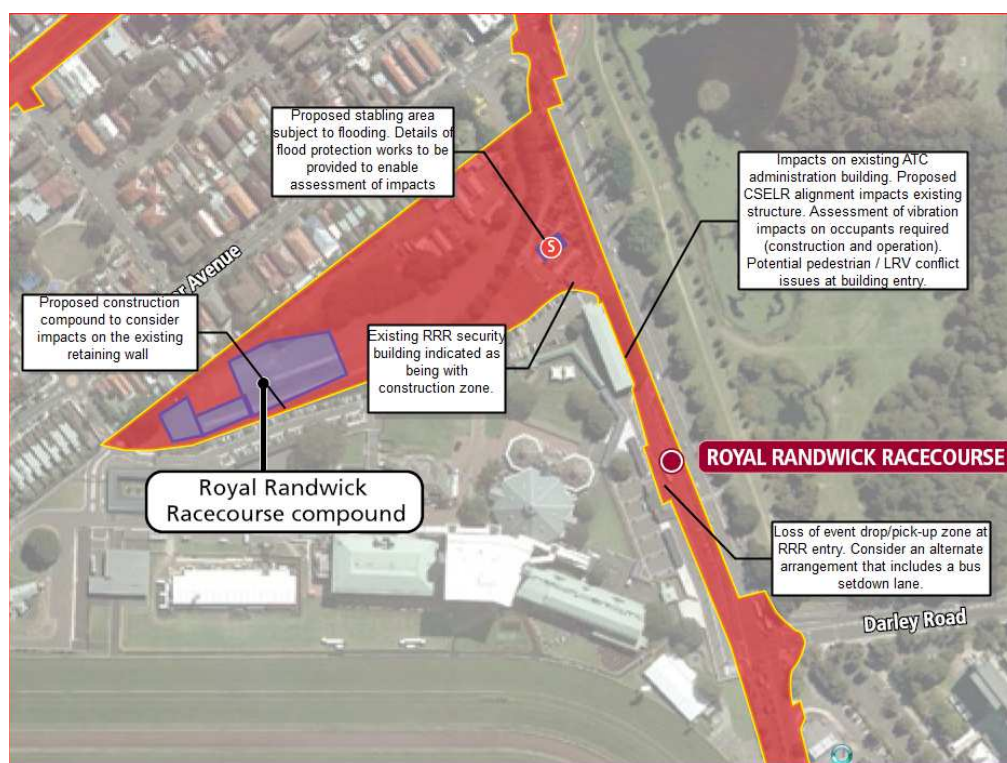 Proposed stabling area
subject to flooding. Details of
flood protection works to be
provided to enable
assessment of impacts
Impacts on existing ATC
administration building. Proposed
CSELR alignment impacts existing
structure. Assessment of vibration
impacts on occupants required
(construction and operation).
Potential pedestrian / LRV conflict
issues at building entry.
S
Avenue
Proposed construction
compound to consider
impacts on the existing
retaining wall
Existing RRR security
building indicated as
being with
construction zone.
ROYAL RANDWICK RACECOURSE
Royal Randwick
Racecourse compound
Loss of event drop/pick-up zone at
RRR entry. Consider an alternate
arrangement that includes a bus
setdown lane.
Darley Road